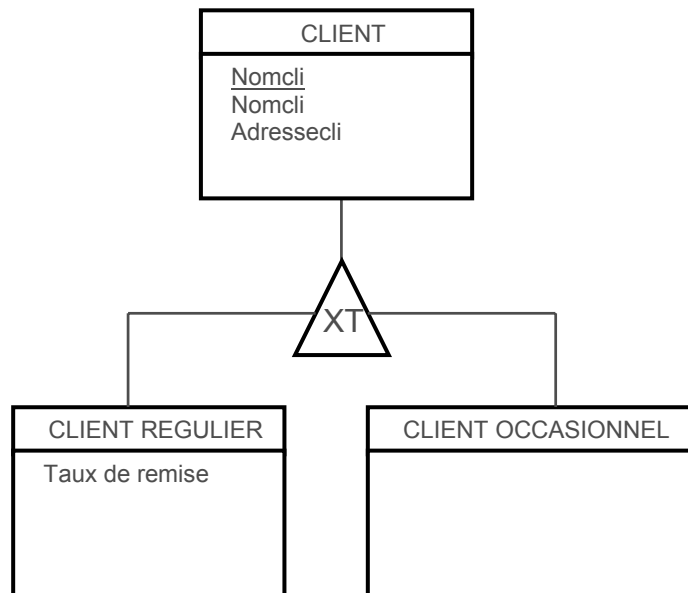 CLIENT
Nomcli
Nomcli
Adressecli
XT
CLIENT REGULIER
Taux de remise
CLIENT OCCASIONNEL